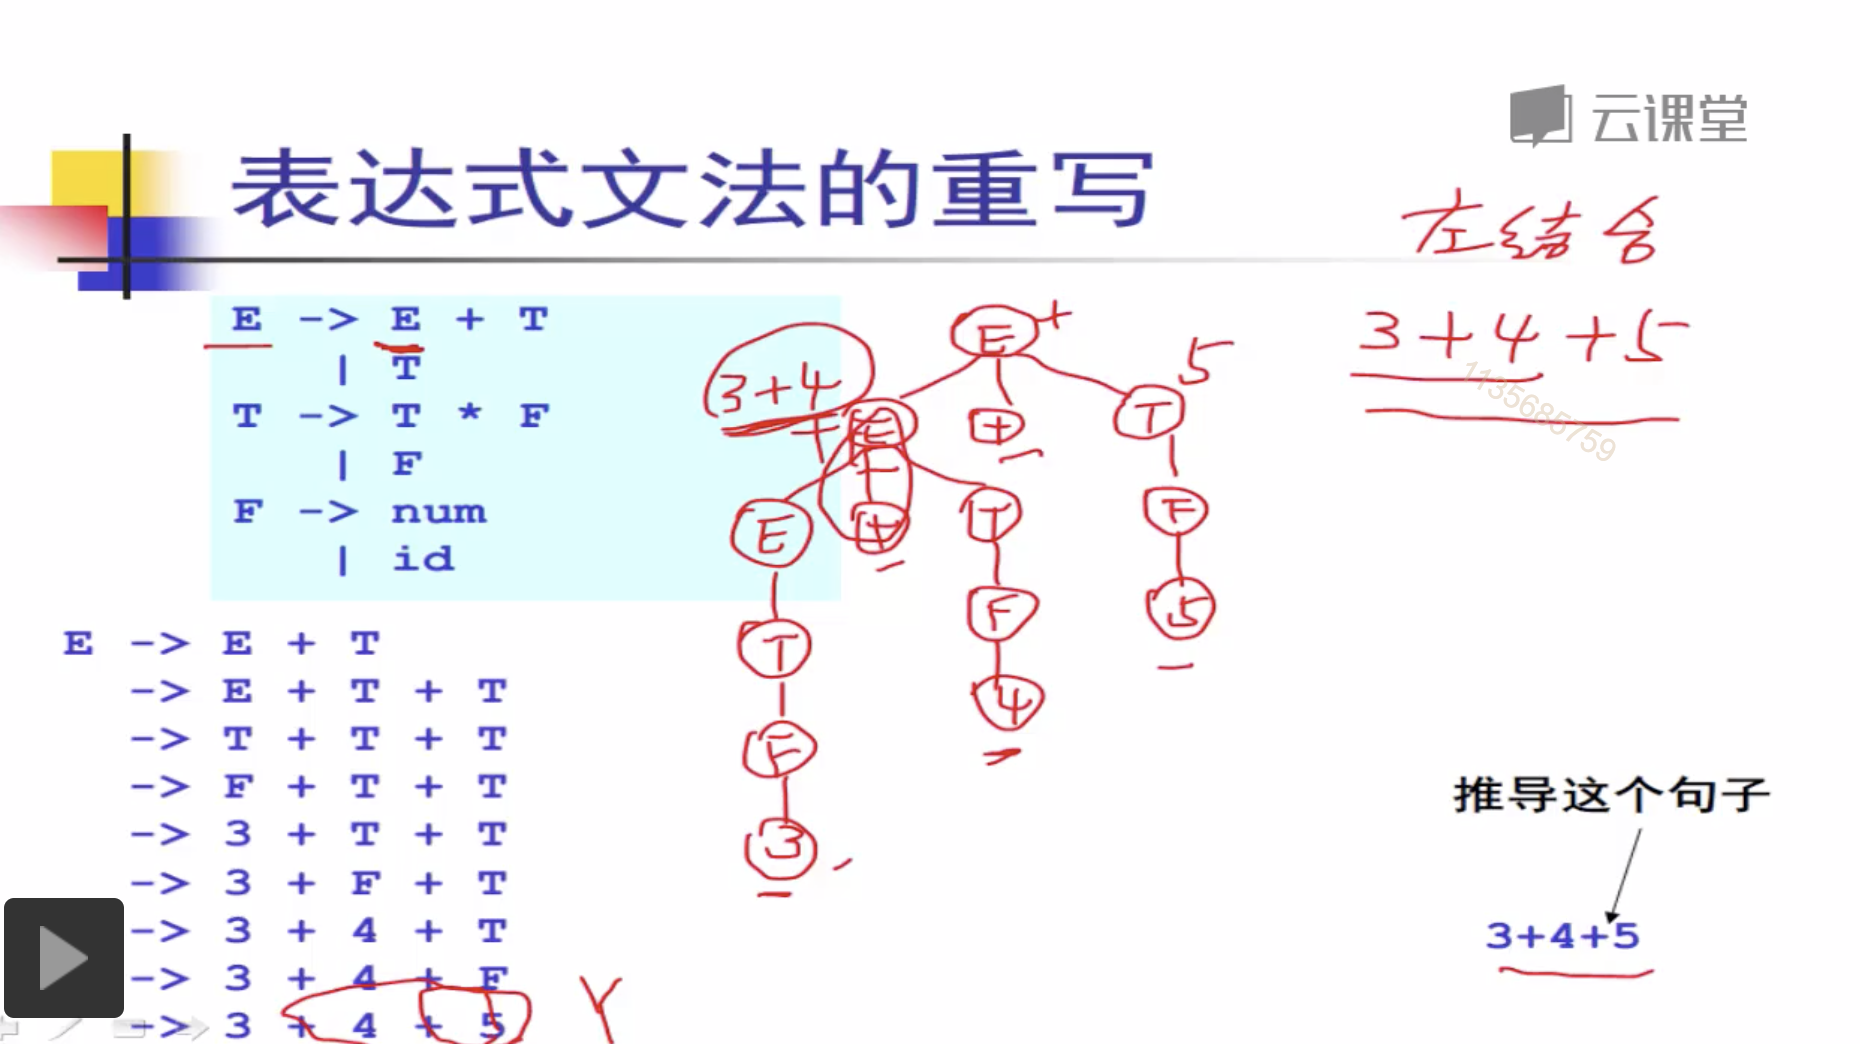 云课堂
表达式文法的重写
左结合
E -> E + T
| T
T -> T * F
| F
F -> num
| id
3+4+5
1135685759
E +
3+4 E + T 5
E + T F
T F 5
F 4
3
E -> E + T
-> E + T + T
-> T + T + T
-> F + T + T
-> 3 + T + T
-> 3 + F + T
-> 3 + 4 + T
-> 3 + 4 + F
-> 3 + 4 + 5
推导这个句子
3+4+5